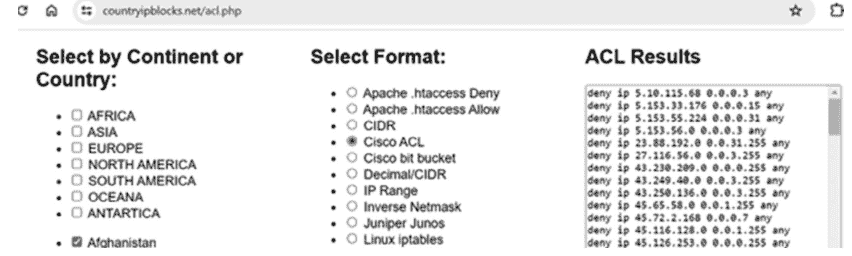 countryipblocks.net/acl.php
Select by Continent or
Country:
AFRICA
ASIA
EUROPE
NORTH AMERICA
SOUTH AMERICA
OCEANA
ANTARTICA
Afghanistan
Select Format:
Apache .htaccess Deny
Apache .htaccess Allow
CIDR
Cisco ACL
Cisco bit bucket
Decimal/CIDR
IP Range
Inverse Netmask
Juniper Junos
Linux iptables
ACL Results
deny ip 5.10.115.68 0.0.0.3 any
deny ip 5.153.33.176 0.0.0.15 any
deny ip 5.153.55.224 0.0.0.31 any
deny ip 5.153.56.0 0.0.0.3 any
deny ip 23.88.192.0 0.0.31.255 any
deny ip 27.116.56.0 0.0.3.255 any
deny ip 43.230.209.0 0.0.0.255 any
deny ip 43.249.40.0 0.0.3.255 any
deny ip 43.250.136.0 0.0.3.255 any
deny ip 45.65.58.0 0.0.1.255 any
deny ip 45.72.2.168 0.0.0.7 any
deny ip 45.116.128.0 0.0.1.255 any
deny ip 45.126.253.0 0.0.0.255 any